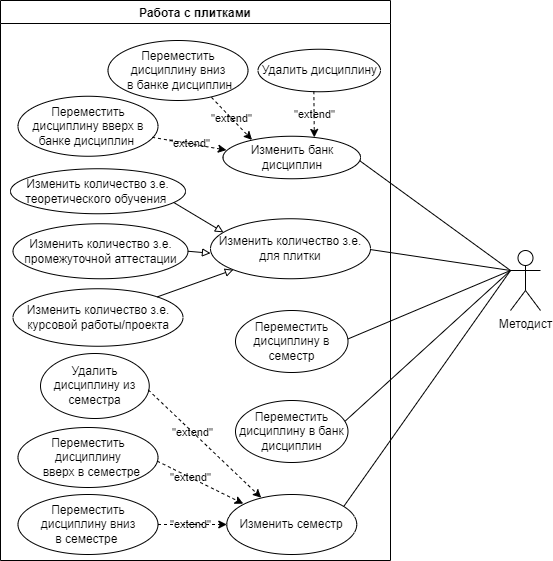 Работа с плитками
Переместить
дисциплину вниз
в банке дисциплин
Удалить дисциплину
Переместить
дисциплину вверх в
банке дисциплин
"extend"
"extend"
"extend"
Изменить банк
дисциплин
Изменить количество з.е.
теоретического обучения
Изменить количество з.е.
промежуточной аттестации
Изменить количество з.е.
для плитки
Изменить количество з.е.
курсовой работы/проекта
Методист
Переместить
дисциплину в
семестр
Удалить
дисциплину из
семестра
Переместить
дисциплину в банк
дисциплин
"extend"
Переместить
дисциплину
вверх в семестре
"extend"
Переместить
дисциплину вниз
в семестре
"extend"
Изменить семестр